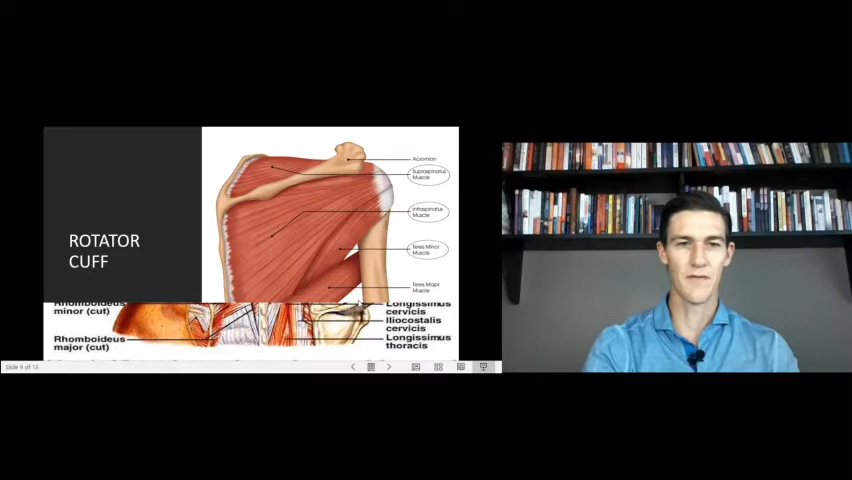 ROTATOR
CUFF
Acromion
Supraspinatus
Muscle
Infraspinatus
Muscle
Teres Minor
Muscle
Teres Major
Muscle
Rhomboideus
minor (cut)
Rhomboideus
major (cut)
Longissimus
cervicis
Iliocostalis
cervicis
Longissimus
thoracis
Slide 9 of 13